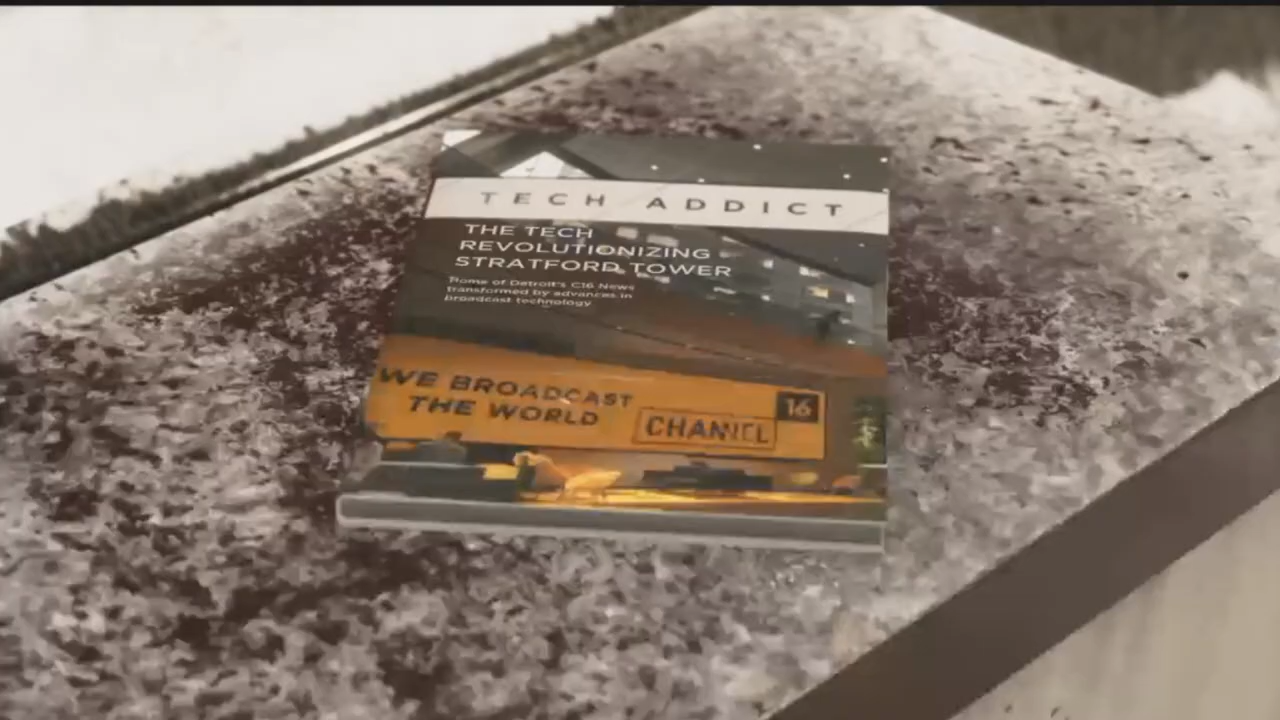 TECH ADDICT
THE TECH
REVOLUTIONIZING
STRATFORD TOWER
Home of Detroit's C16 News
transformed by advances in
broadcast technology
WE BROADCAST
THE WORLD
CHANNEL
16